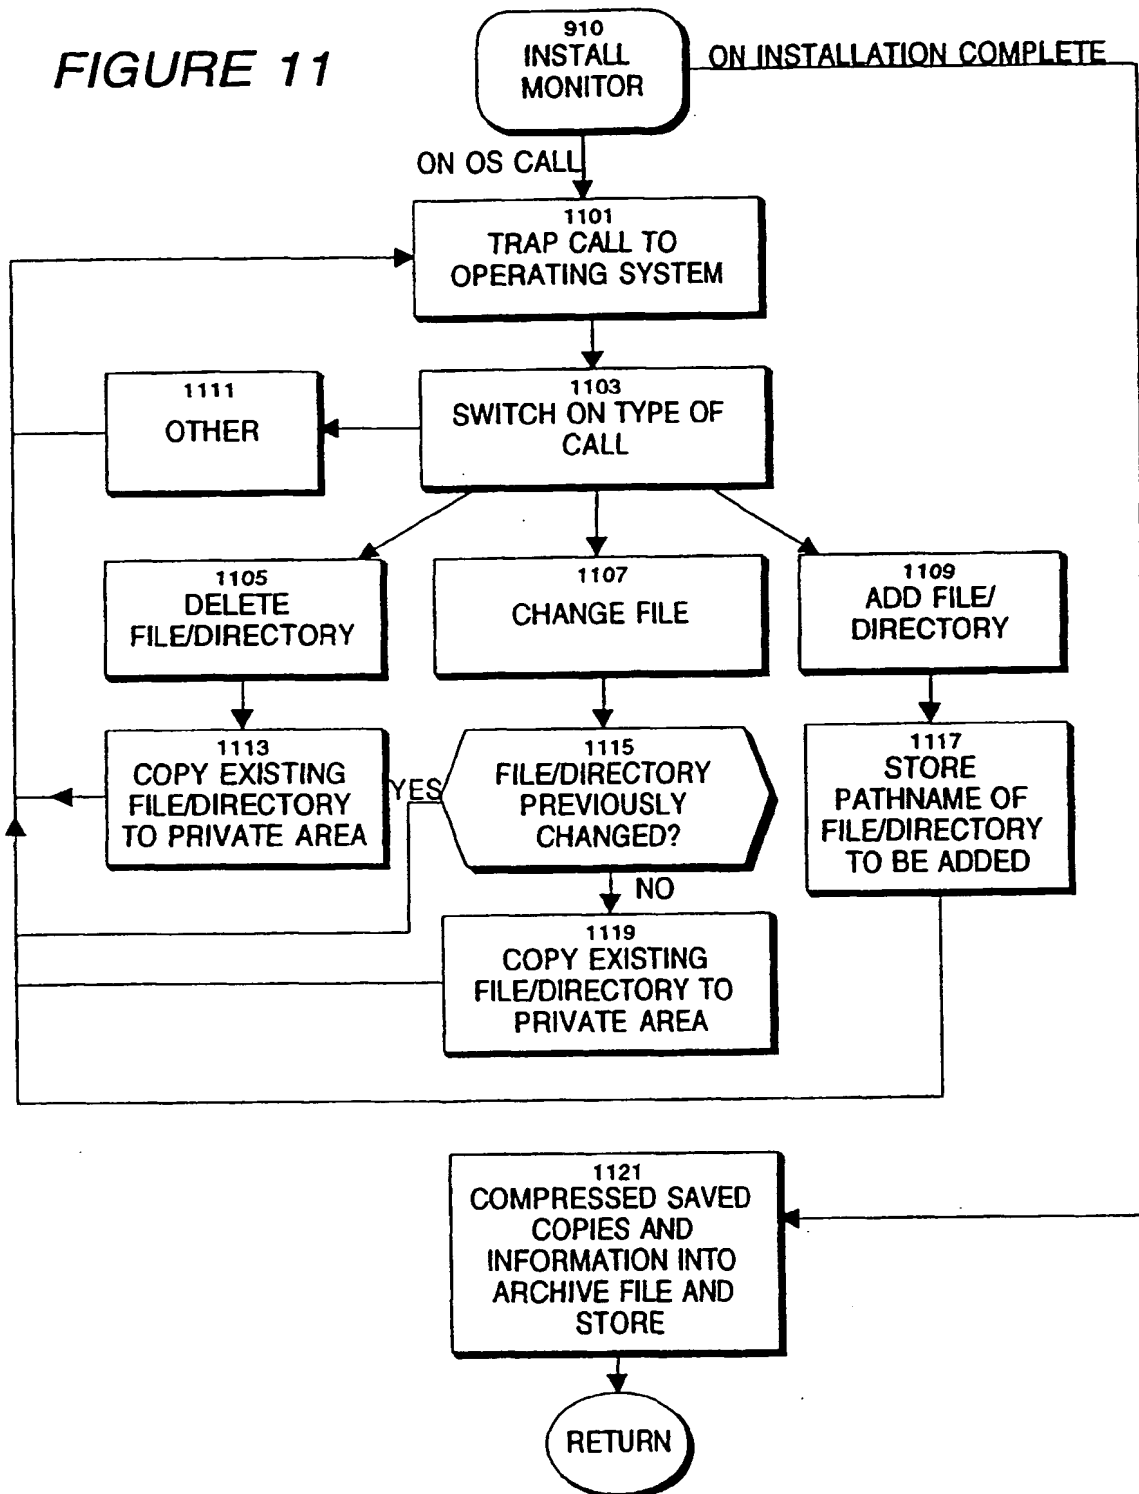 FIGURE 11
910
INSTALL
MONITOR
ON INSTALLATION COMPLETE
ON OS CALL
1101
TRAP CALL TO
OPERATING SYSTEM
1111
OTHER
1103
SWITCH ON TYPE OF
CALL
1105
DELETE
FILE/DIRECTORY
1107
CHANGE FILE
1109
ADD FILE/
DIRECTORY
1113
COPY EXISTING
FILE/DIRECTORY
TO PRIVATE AREA
YES
1115
FILE/DIRECTORY
PREVIOUSLY
CHANGED?
1117
STORE
PATHNAME OF
FILE/DIRECTORY
TO BE ADDED
NO
1119
COPY EXISTING
FILE/DIRECTORY TO
PRIVATE AREA
1121
COMPRESSED SAVED
COPIES AND
INFORMATION INTO
ARCHIVE FILE AND
STORE
RETURN